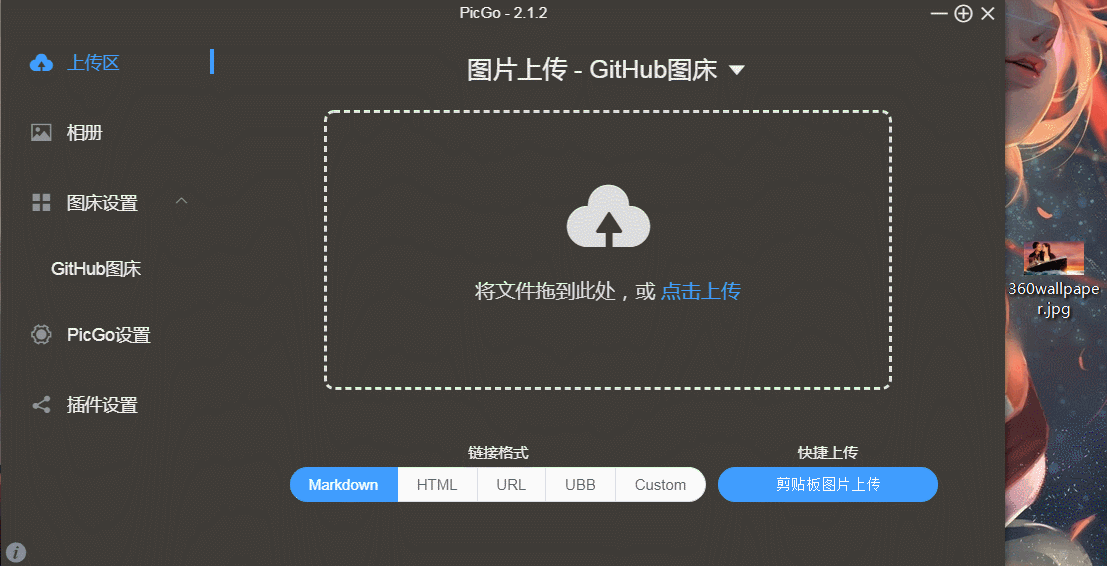 PicGo - 2.1.2
上传区
相册
图床设置
GitHub图床
PicGo设置
插件设置
图片上传 - GitHub图床
将文件拖到此处，或 点击上传
链接格式
Markdown HTML URL UBB Custom
快捷上传
剪贴板图片上传
360wallpape
r.jpg